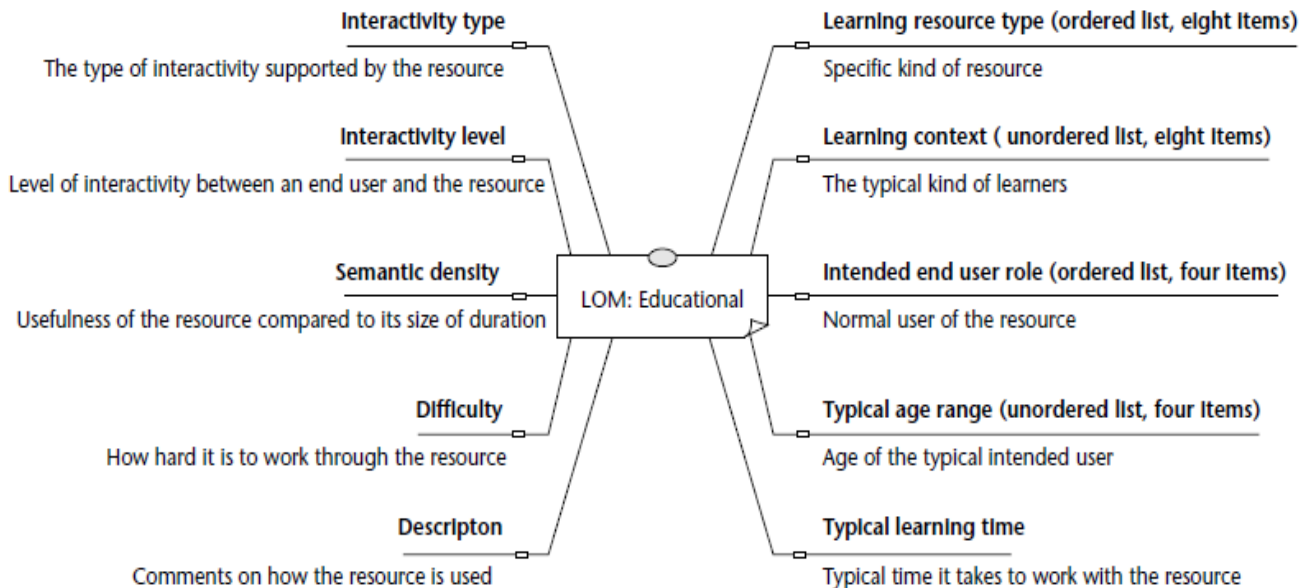 Interactivity type
The type of interactivity supported by the resource
Interactivity level
Level of interactivity between an end user and the resource
Semantic density
Usefulness of the resource compared to its size of duration
Difficulty
How hard it is to work through the resource
Descripton
Comments on how the resource is used
LOM: Educational
Learning resource type (ordered list, eight items)
Specific kind of resource
Learning context ( unordered list, eight items)
The typical kind of learners
Intended end user role (ordered list, four items)
Normal user of the resource
Typical age range (unordered list, four items)
Age of the typical intended user
Typical learning time
Typical time it takes to work with the resource